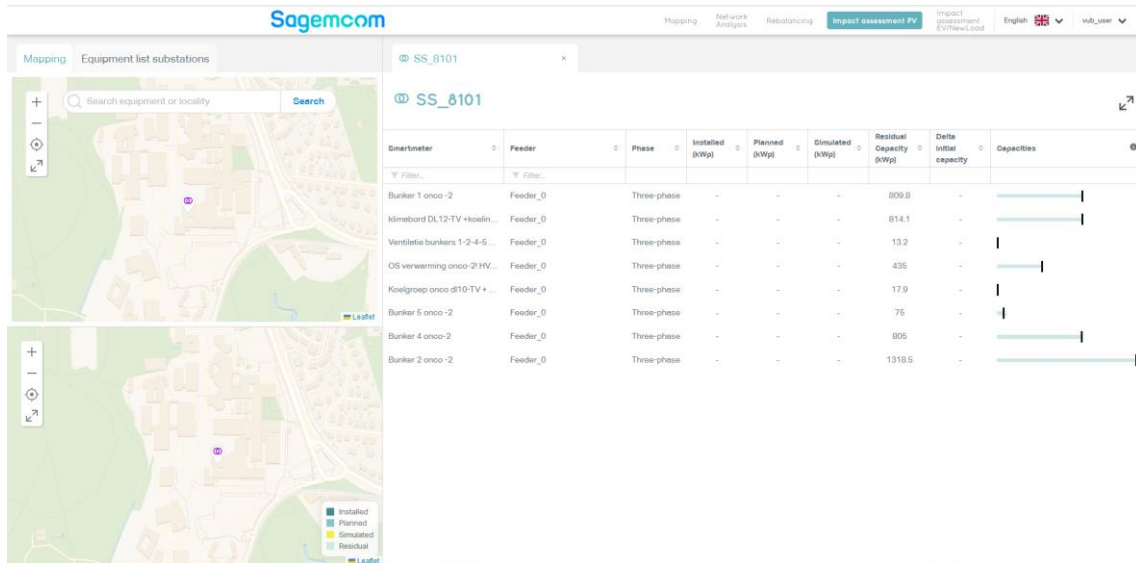 Sagemcom
Mapping
Network Analysis
Rebalancing
Impact assessment PV
Impact assessment EV/NewLoad
English
vub_user
Mapping
Equipment list substations
Search equipment or locality
Search
Leaflet
Installed
Planned
Simulated
Residual
Leaflet
SS_8101
SS_8101
Smartmeter Feeder Phase Installed (kWp) Planned (kWp) Simulated (kWp) Residual Capacity (kWp) Delta initial capacity Capacities
Filter... Filter...
Bunker 1 onco -2 Feeder_0 Three-phase - - - 809.8 -
klimebord DL12-TV +koelin... Feeder_0 Three-phase - - - 814.1 -
Ventilatie bunkers 1-2-4-5 ... Feeder_0 Three-phase - - - 13.2 -
OS verwarming onco-2! HV... Feeder_0 Three-phase - - - 435 -
Koelgroep onco dl10-TV + ... Feeder_0 Three-phase - - - 17.9 -
Bunker 5 onco -2 Feeder_0 Three-phase - - - 75 -
Bunker 4 onco-2 Feeder_0 Three-phase - - - 805 -
Bunker 2 onco -2 Feeder_0 Three-phase - - - 1318.5 -